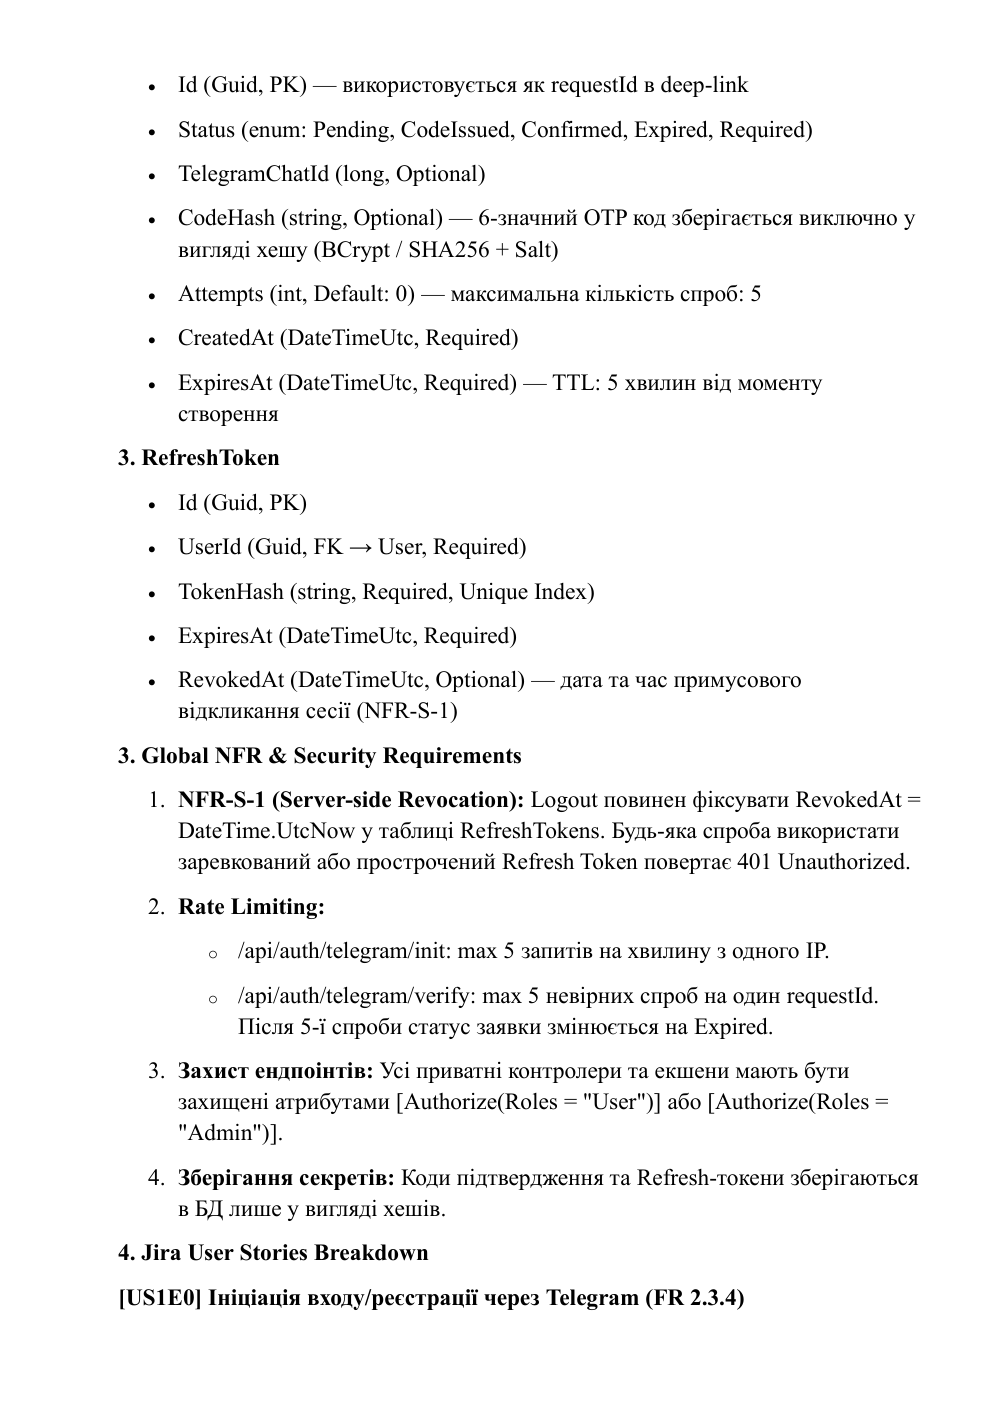 • Id (Guid, PK) — використовується як requestId в deep-link
• Status (enum: Pending, CodeIssued, Confirmed, Expired, Required)
• TelegramChatId (long, Optional)
• CodeHash (string, Optional) — 6-значний OTP код зберігається виключно у
вигляді хешу (BCrypt / SHA256 + Salt)
• Attempts (int, Default: 0) — максимальна кількість спроб: 5
• CreatedAt (DateTimeUtc, Required)
• ExpiresAt (DateTimeUtc, Required) — TTL: 5 хвилин від моменту
створення
3. RefreshToken
• Id (Guid, PK)
• UserId (Guid, FK → User, Required)
• TokenHash (string, Required, Unique Index)
• ExpiresAt (DateTimeUtc, Required)
• RevokedAt (DateTimeUtc, Optional) — дата та час примусового
відкликання сесії (NFR-S-1)
3. Global NFR & Security Requirements
1. NFR-S-1 (Server-side Revocation): Logout повинен фіксувати RevokedAt =
DateTime.UtcNow у таблиці RefreshTokens. Будь-яка спроба використати
заревкований або прострочений Refresh Token повертає 401 Unauthorized.
2. Rate Limiting:
○ /api/auth/telegram/init: max 5 запитів на хвилину з одного IP.
○ /api/auth/telegram/verify: max 5 невірних спроб на один requestId.
Після 5-ї спроби статус заявки змінюється на Expired.
3. Захист ендпоінтів: Усі приватні контролери та екшени мають бути
захищені атрибутами [Authorize(Roles = "User")] або [Authorize(Roles =
"Admin")].
4. Зберігання секретів: Коди підтвердження та Refresh-токени зберігаються
в БД лише у вигляді хешів.
4. Jira User Stories Breakdown
[US1E0] Ініціація входу/реєстрації через Telegram (FR 2.3.4)